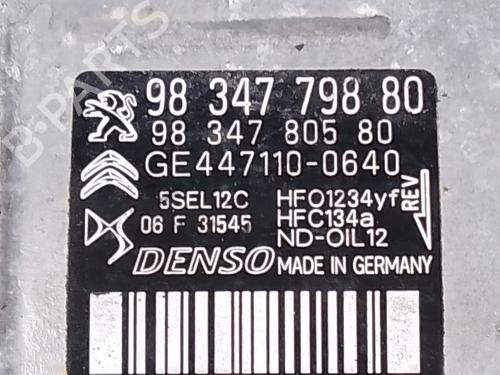 98 347 798 80
98 347 805 80
GE447110-0640
5SEL12C HFO1234yf
06 F 31545 HFC134a
ND-OIL12
REV
DENSO MADE IN GERMANY
B-PARTS